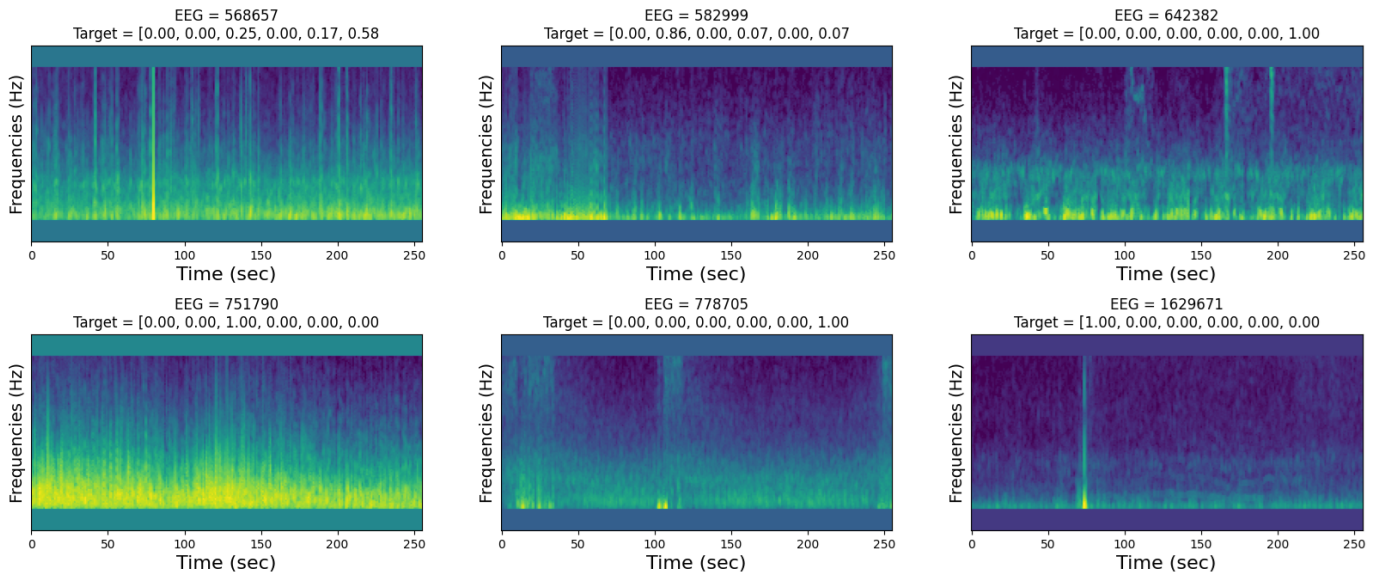 EEG = 568657
Target = [0.00, 0.00, 0.25, 0.00, 0.17, 0.58
Frequencies (Hz)
0 50 100 150 200 250
Time (sec)
EEG = 582999
Target = [0.00, 0.86, 0.00, 0.07, 0.00, 0.07
Frequencies (Hz)
0 50 100 150 200 250
Time (sec)
EEG = 642382
Target = [0.00, 0.00, 0.00, 0.00, 0.00, 1.00
Frequencies (Hz)
0 50 100 150 200 250
Time (sec)
EEG = 751790
Target = [0.00, 0.00, 1.00, 0.00, 0.00, 0.00
Frequencies (Hz)
0 50 100 150 200 250
Time (sec)
EEG = 778705
Target = [0.00, 0.00, 0.00, 0.00, 0.00, 1.00
Frequencies (Hz)
0 50 100 150 200 250
Time (sec)
EEG = 1629671
Target = [1.00, 0.00, 0.00, 0.00, 0.00, 0.00
Frequencies (Hz)
0 50 100 150 200 250
Time (sec)